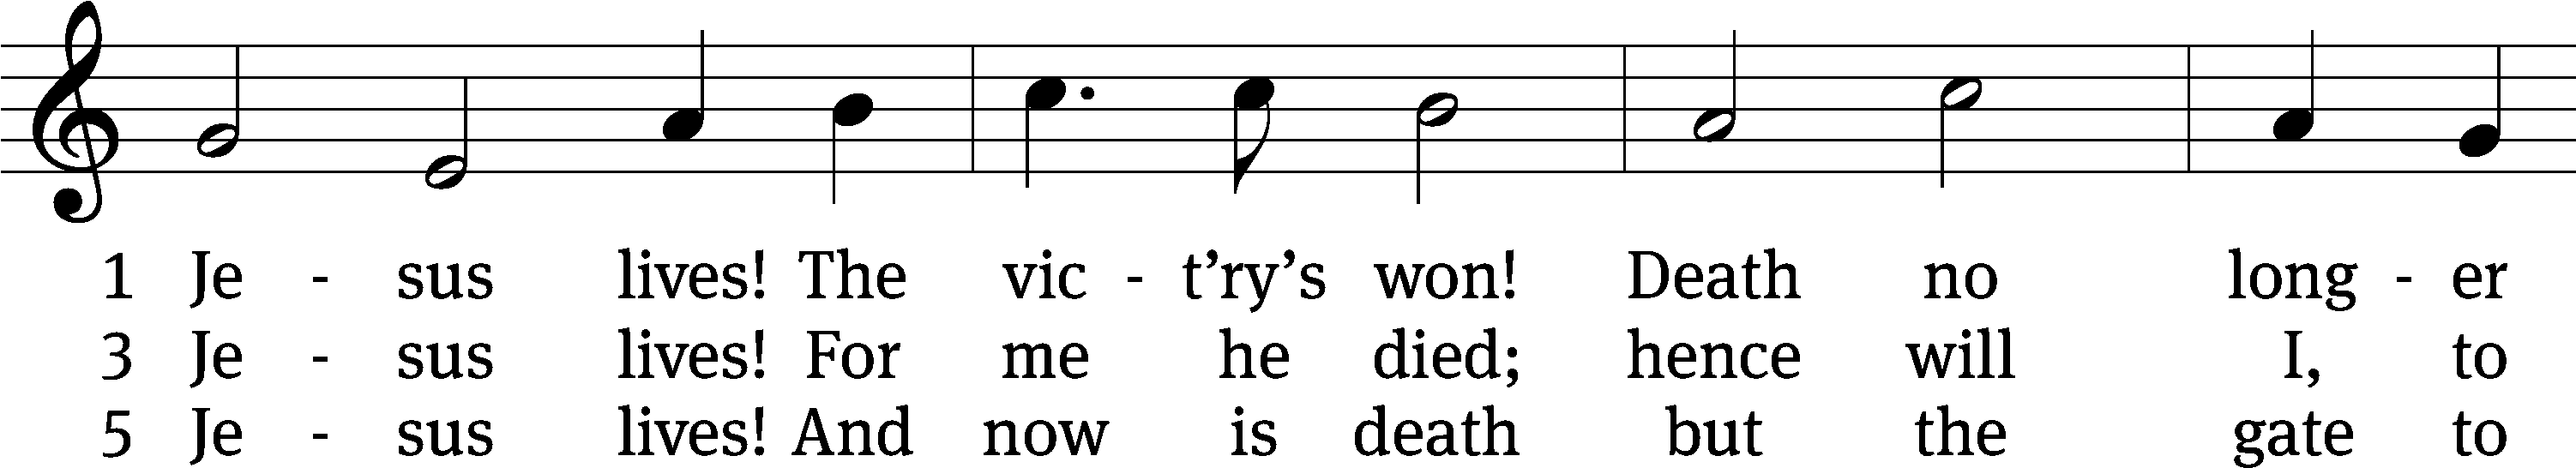 1 Je - sus lives! The vic - t’ry’s won! Death no long - er
3 Je - sus lives! For me he died; hence will I, to
5 Je - sus lives! And now is death but the gate to